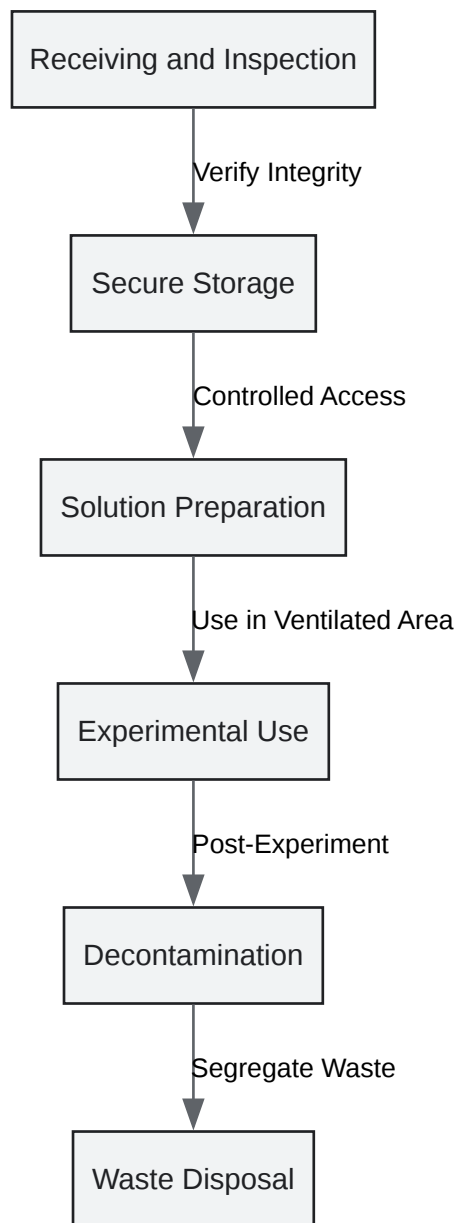 Receiving and Inspection
Verify Integrity
Secure Storage
Controlled Access
Solution Preparation
Use in Ventilated Area
Experimental Use
Post-Experiment
Decontamination
Segregate Waste
Waste Disposal